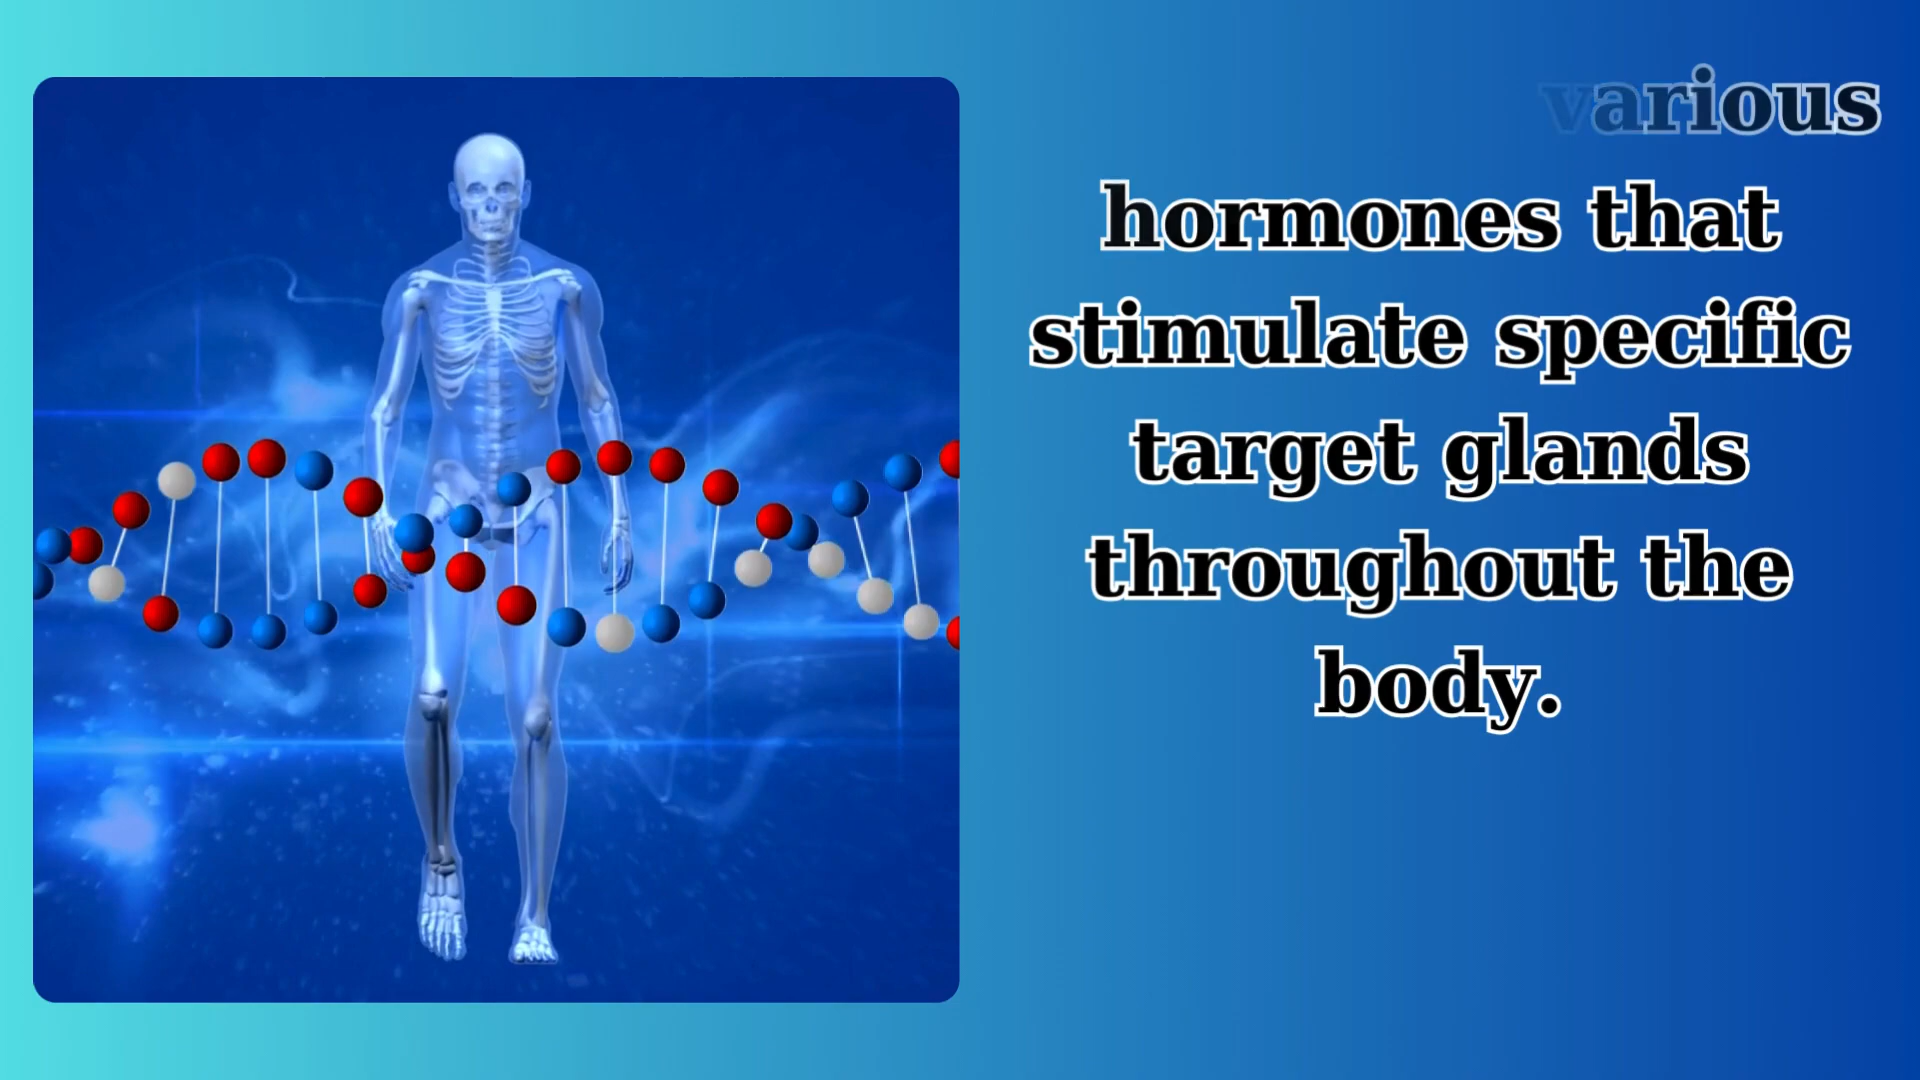 various
hormones that
stimulate specific
target glands
throughout the
body.